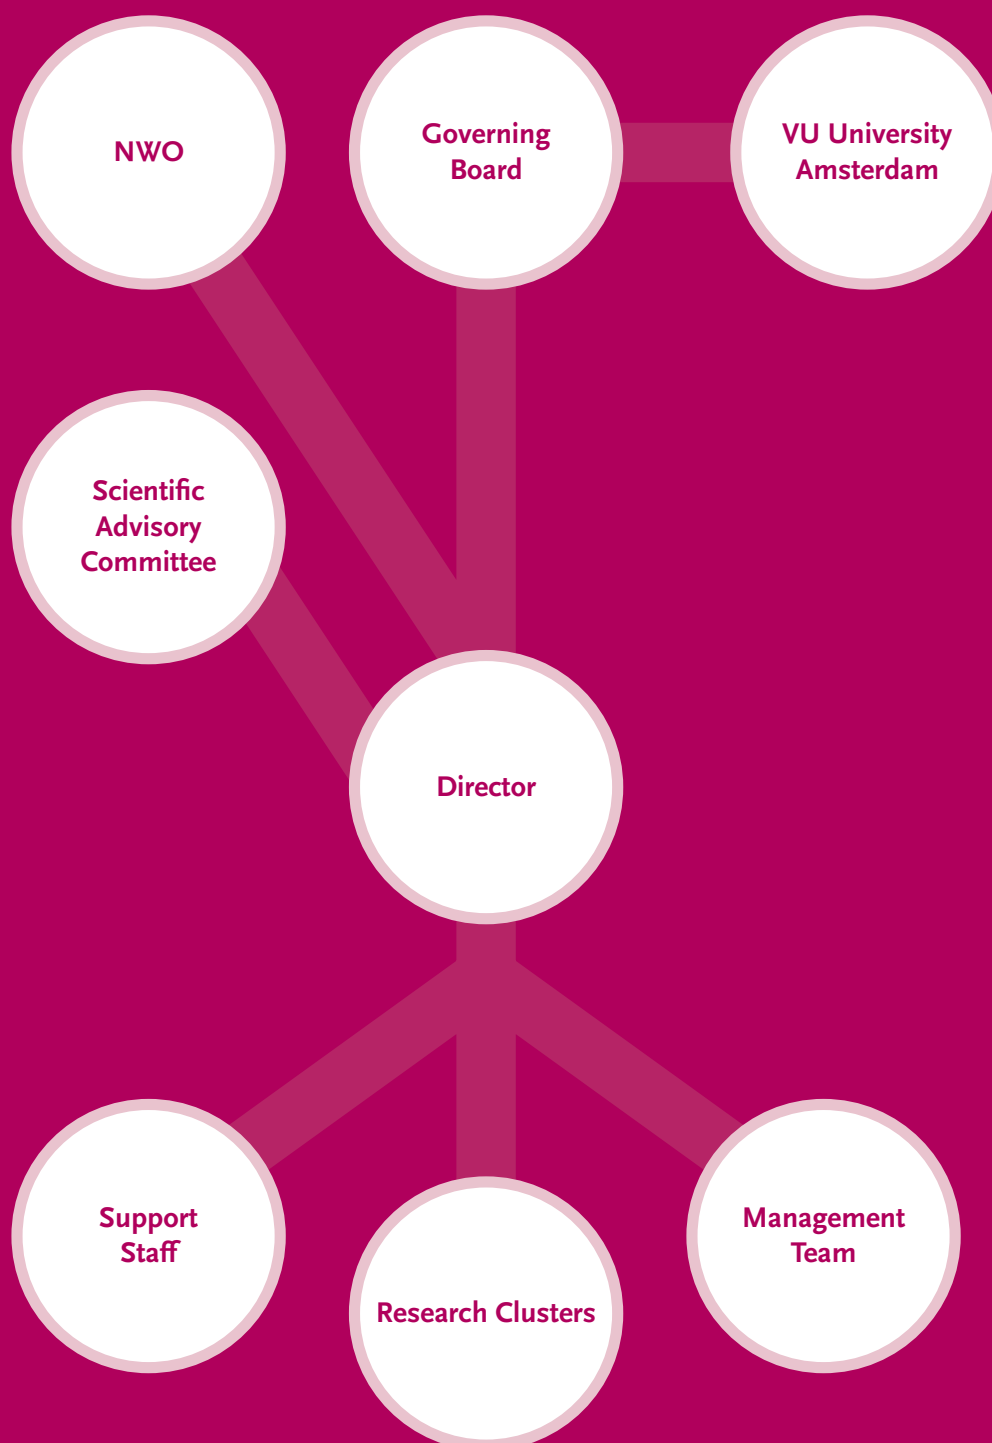 NWO
Governing
Board
VU University
Amsterdam
Scientific
Advisory
Committee
Director
Support
Staff
Research Clusters
Management
Team